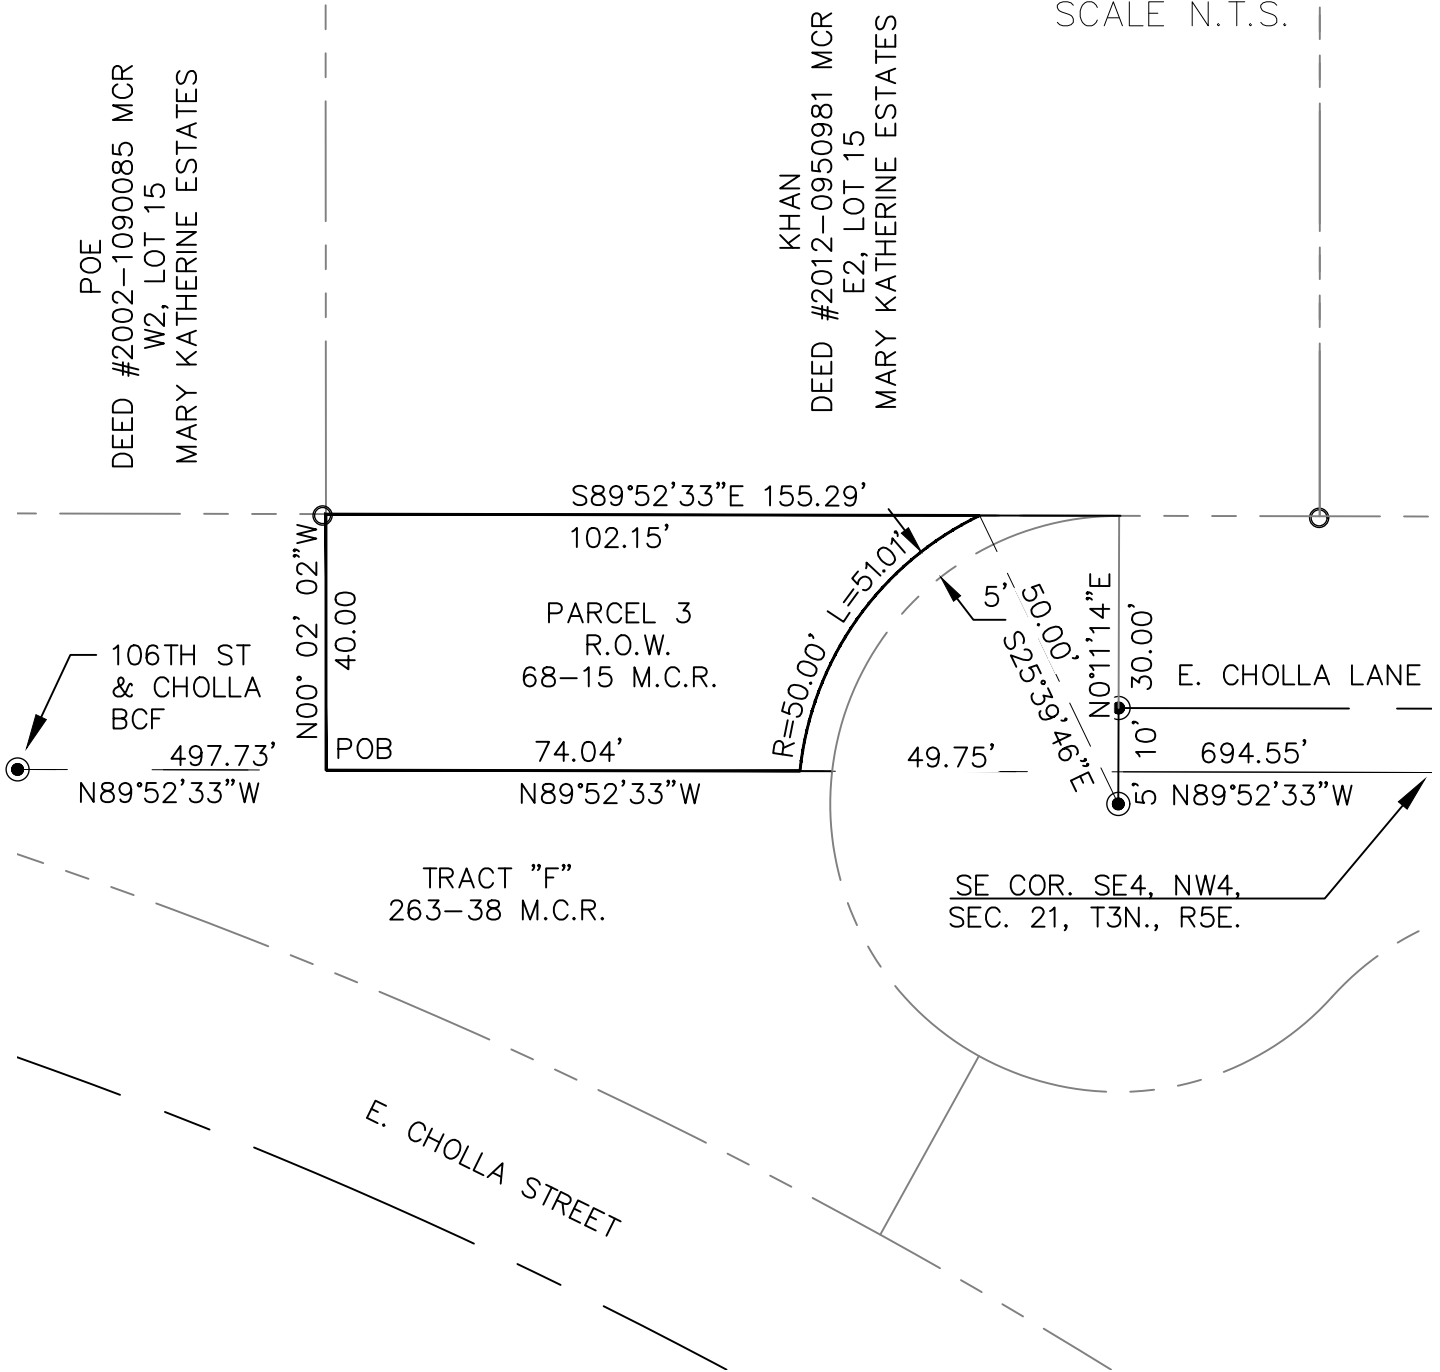 SCALE N.T.S.
POE
DEED #2002-1090085 MCR
W2, LOT 15
MARY KATHERINE ESTATES
KHAN
DEED #2012-0950981 MCR
E2, LOT 15
MARY KATHERINE ESTATES
S89°52'33"E 155.29'
102.15'
N00° 02' 02"W
40.00
PARCEL 3
R.O.W.
68-15 M.C.R.
R=50.00' L=51.01'
5'
50.00'
S25°39'46"E
N0°11'14"E
30.00'
E. CHOLLA LANE
106TH ST
& CHOLLA
BCF
497.73'
N89°52'33"W
POB
74.04'
N89°52'33"W
49.75'
10'
5'
694.55'
N89°52'33"W
TRACT "F"
263-38 M.C.R.
SE COR. SE4, NW4,
SEC. 21, T3N., R5E.
E. CHOLLA STREET